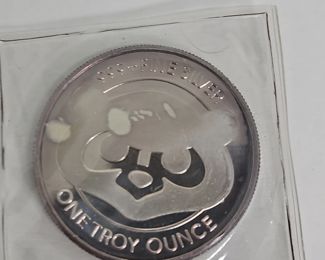 .999+ FINE SILVER
ONE TROY OUNCE